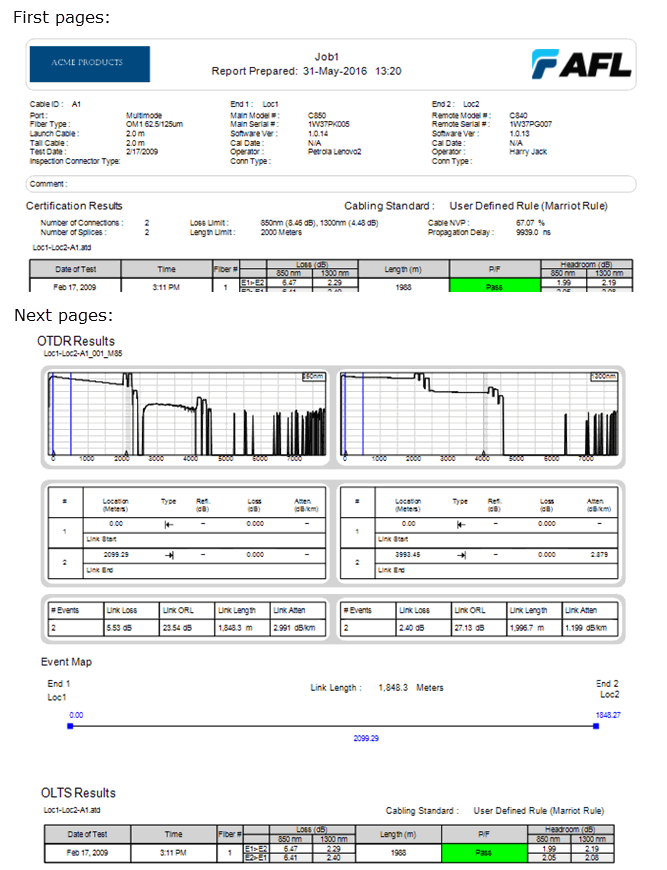 First pages:
ACME PRODUCTS
Job1
Report Prepared: 31-May-2016 13:20
AFL
Cable ID : A1 End 1 : Loc1 End 2 : Loc2
Port : Multimode Main Model # : C850 Remote Model # : C840
Fiber Type : OM1 62.5/125um Main Serial # : 1W37PK005 Remote Serial # : 1W37PG007
Launch Cable : 2.0 m Software Ver : 1.0.14 Software Ver : 1.0.13
Tail Cable : 2.0 m Cal Date : N/A Cal Date : N/A
Test Date : 2/17/2009 Operator : Petrola Lenovo2 Operator : Harry Jack
Inspection Connector Type: Conn Type : Conn Type :
Comment :
Certification Results Cabling Standard : User Defined Rule (Marriot Rule)
Number of Connections : 2 Loss Limit : 850nm (8.46 dB), 1300nm (4.48 dB) Cable NVP : 67.07 %
Number of Splices : 2 Length Limit : 2000 Meters Propagation Delay : 9939.0 ns
Loc1-Loc2-A1.atd
Date of Test Time Fiber # Loss (dB) Length (m) P/F Headroom (dB)
850 nm 1300 nm 850 nm 1300 nm
Feb 17, 2009 3:11 PM 1 E1>E2 6.47 2.29 1988 Pass 1.99 2.19
E2>E1 6.41 2.40 2.05 2.08
Next pages:
OTDR Results
Loc1-Loc2-A1_001_M85
850nm 1300nm
0 1000 2000 3000 4000 5000 6000 7000 0 1000 2000 3000 4000 5000 6000 7000
# Location Type Refl. Loss Atten. # Location Type Refl. Loss Atten.
(Meters) (dB) (dB) (dB/km) (Meters) (dB) (dB) (dB/km)
1 0.00 - 0.000 - 1 0.00 - 0.000 -
Link Start Link Start
2 2099.29 - 0.000 - 2 3993.45 - 0.000 2.879
Link End Link End
# Events Link Loss Link ORL Link Length Link Atten # Events Link Loss Link ORL Link Length Link Atten
2 5.53 dB 23.54 dB 1,848.3 m 2.991 dB/km 2 2.40 dB 27.13 dB 1,996.7 m 1.199 dB/km
Event Map
End 1 Link Length : 1,848.3 Meters End 2
Loc1 Loc2
0.00 1848.27
2099.29
OLTS Results
Loc1-Loc2-A1.atd Cabling Standard : User Defined Rule (Marriot Rule)
Date of Test Time Fiber # Loss (dB) Length (m) P/F Headroom (dB)
850 nm 1300 nm 850 nm 1300 nm
Feb 17, 2009 3:11 PM 1 E1>E2 6.47 2.29 1988 Pass 1.99 2.19
E2>E1 6.41 2.40 2.05 2.08